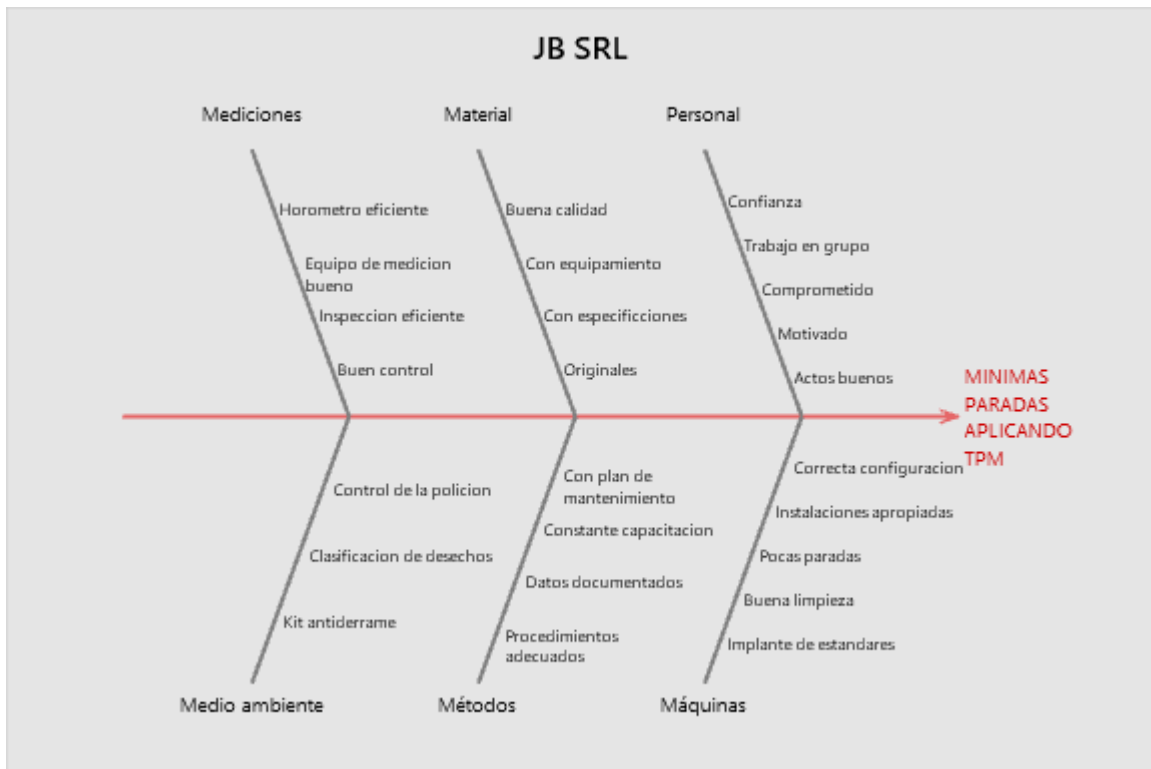 JB SRL
Mediciones
Material
Personal
Horometro eficiente
Equipo de medicion
bueno
Inspeccion eficiente
Buen control
Buena calidad
Con equipamiento
Con especificciones
Originales
Confianza
Trabajo en grupo
Comprometido
Motivado
Actos buenos
MINIMAS
PARADAS
APLICANDO
TPM
Control de la policion
Clasificacion de desechos
Kit antiderrame
Con plan de
mantenimiento
Constante capacitacion
Datos documentados
Procedimientos
adecuados
Correcta configuracion
Instalaciones apropiadas
Pocas paradas
Buena limpieza
Implante de estandares
Medio ambiente
Métodos
Máquinas